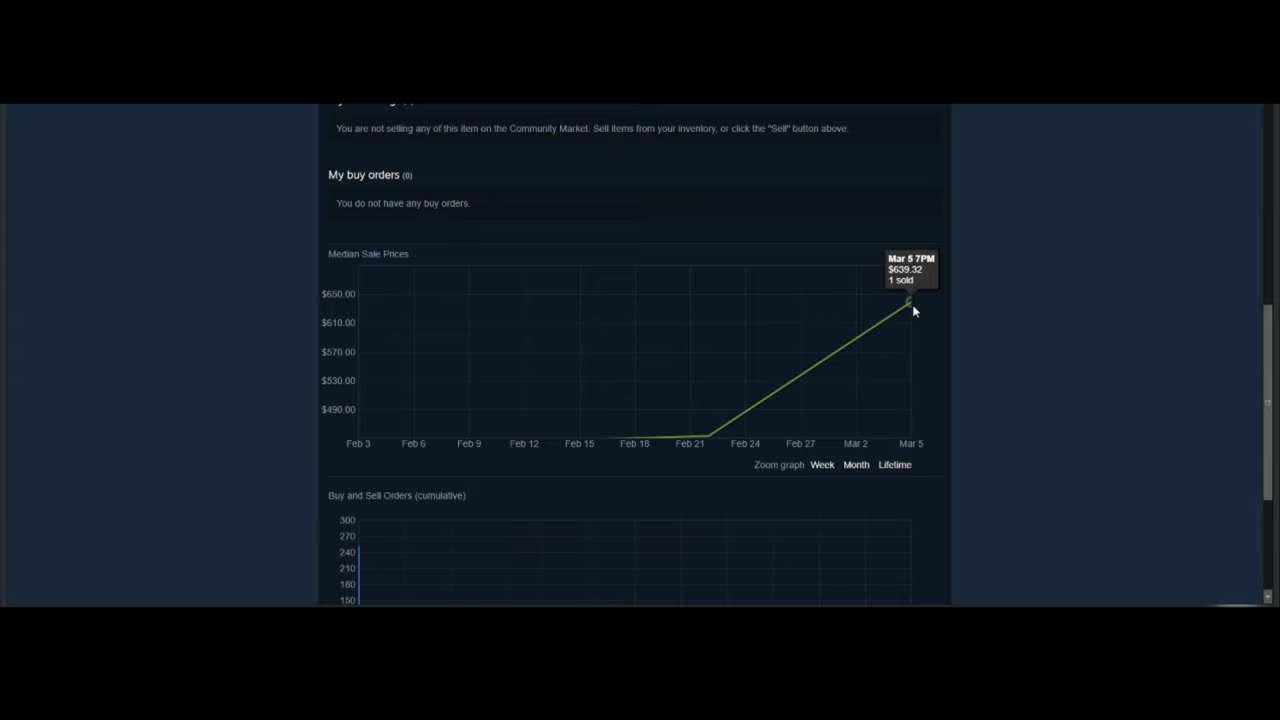 You are not selling any of this item on the Community Market. Sell items from your inventory, or click the "Sell" button above.
My buy orders (0)
You do not have any buy orders.
Median Sale Prices
Mar 5 7PM
$639.32
1 sold
$650.00
$610.00
$570.00
$530.00
$490.00
Feb 3 Feb 6 Feb 9 Feb 12 Feb 15 Feb 18 Feb 21 Feb 24 Feb 27 Mar 2 Mar 5
Zoom graph Week Month Lifetime
Buy and Sell Orders (cumulative)
300
270
240
210
180
150